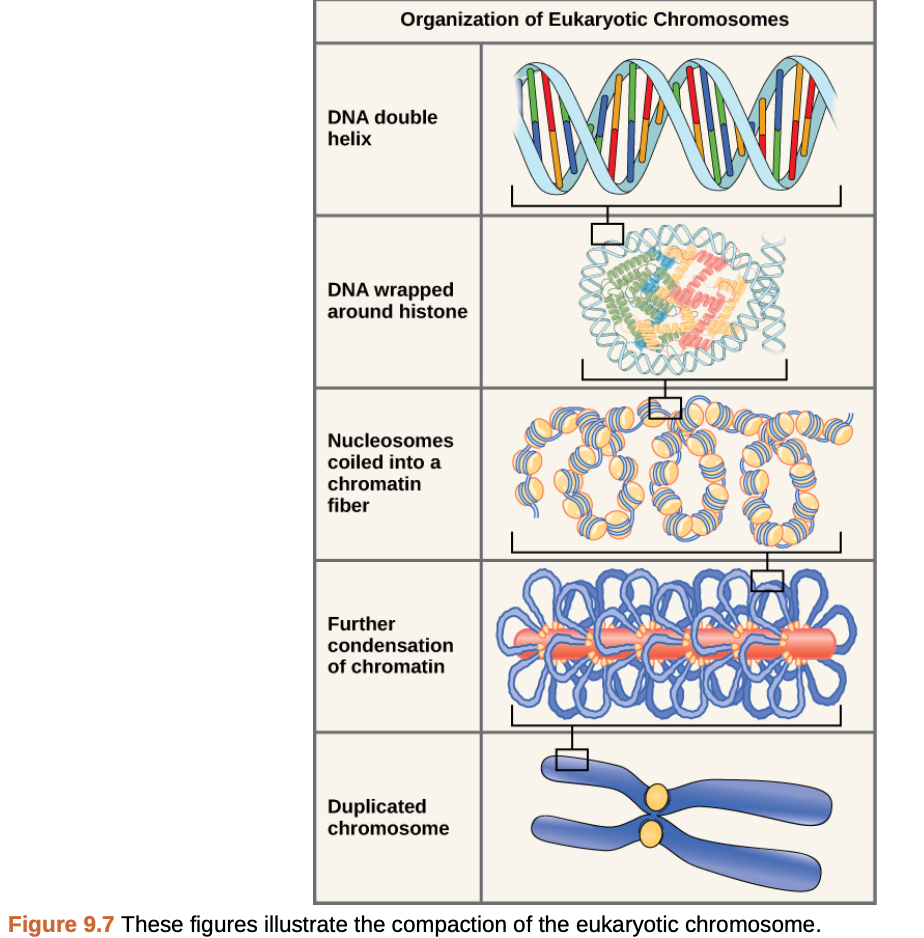 Organization of Eukaryotic Chromosomes
DNA double
helix
DNA wrapped
around histone
Nucleosomes
coiled into a
chromatin
fiber
Further
condensation
of chromatin
Duplicated
chromosome
Figure 9.7 These figures illustrate the compaction of the eukaryotic chromosome.